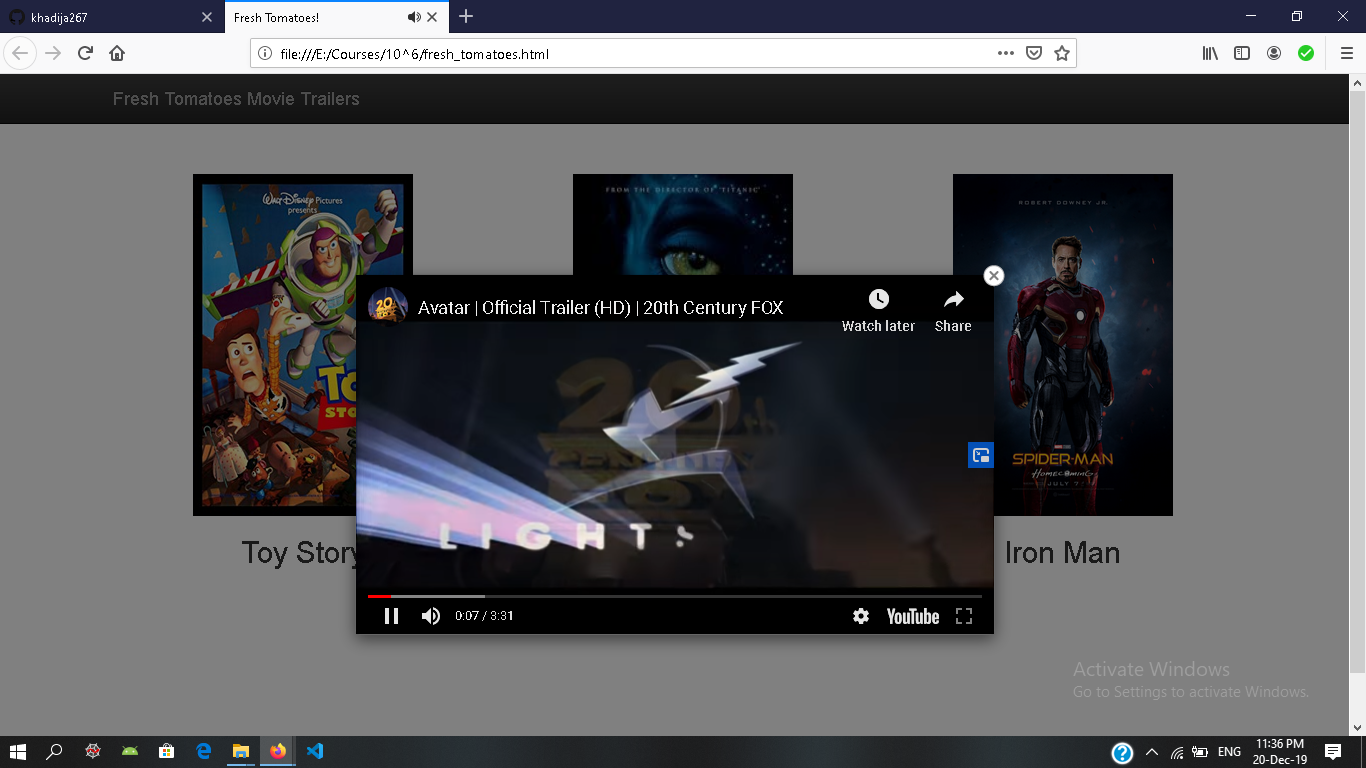 khadija267
Fresh Tomatoes!
file:///E:/Courses/10^6/fresh_tomatoes.html
Fresh Tomatoes Movie Trailers
WALT DISNEY Pictures
presents
FROM THE DIRECTOR OF 'TITANIC'
ROBERT DOWNEY JR.
Avatar | Official Trailer (HD) | 20th Century FOX
Watch later
Share
20th
LIGHTS
SPIDER-MAN
HOMECOMING
JULY 7
Toy Story
Iron Man
0:07 / 3:31
YouTube
Activate Windows
Go to Settings to activate Windows.
ENG
11:36 PM
20-Dec-19